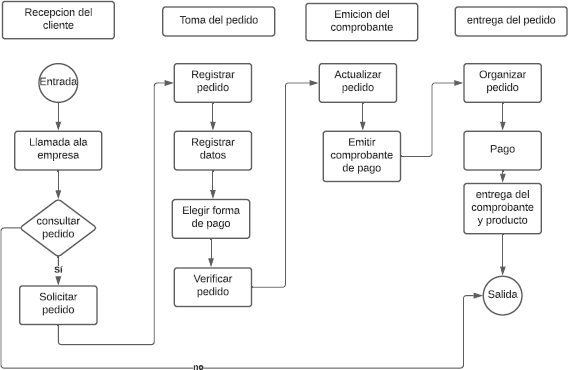 Recepcion del
cliente
Toma del pedido
Emicion del
comprobante
entrega del pedido
Entrada
Llamada ala
empresa
consultar
pedido
SÍ
Solicitar
pedido
Registrar
pedido
Registrar
datos
Elegir forma
de pago
Verificar
pedido
Actualizar
pedido
Emitir
comprobante
de pago
Organizar
pedido
Pago
entrega del
comprobante
y producto
Salida
no